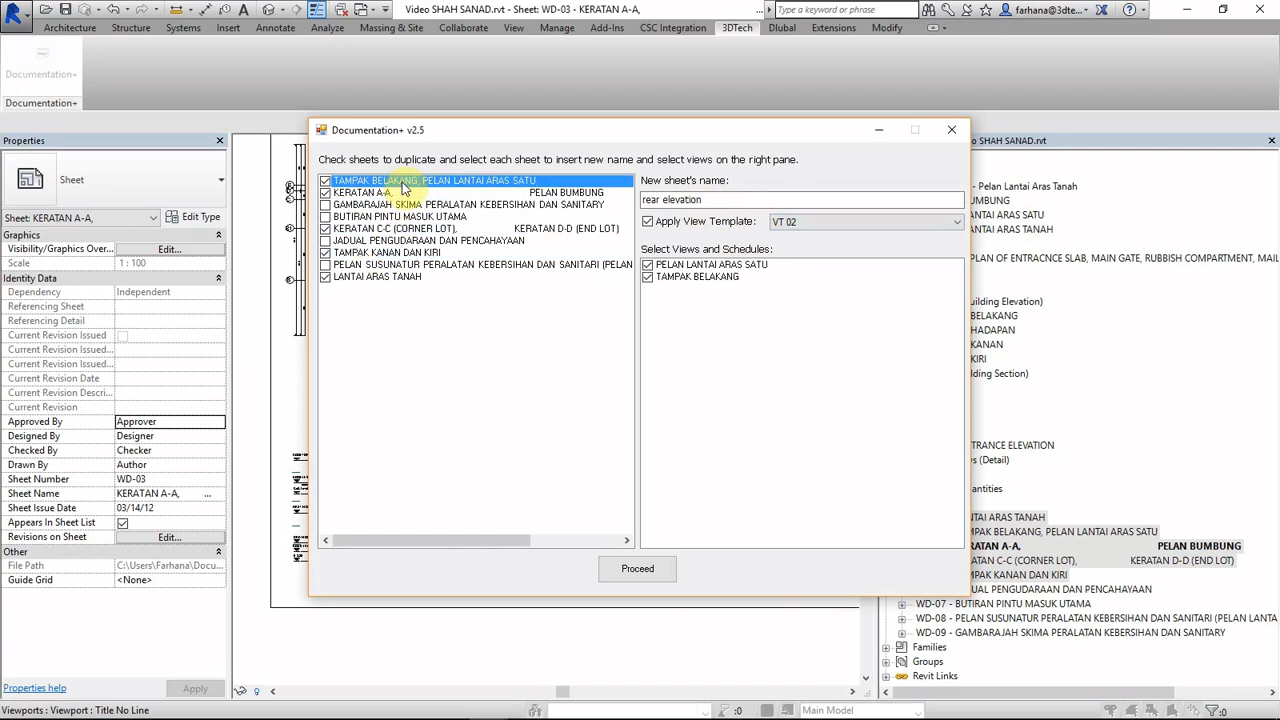 Video SHAH SANAD.rvt - Sheet: WD-03 - KERATAN A-A,
...
Type a keyword or phrase
farhana@3dte...
Architecture Structure Systems Insert Annotate Analyze Massing & Site Collaborate View Manage Add-Ins CSC Integration 3DTech Dlubal Extensions Modify
Documentation+
Documentation+
Properties
Sheet
Sheet: KERATAN A-A,
Edit Type
Graphics
Visibility/Graphics Over...
Edit...
Scale
1 : 100
Identity Data
Dependency
Independent
Referencing Sheet
Referencing Detail
Current Revision Issued
Current Revision Issued...
Current Revision Issued...
Current Revision Date
Current Revision Descri...
Current Revision
Approved By
Approver
Designed By
Designer
Checked By
Checker
Drawn By
Author
Sheet Number
WD-03
Sheet Name
KERATAN A-A, ...
Sheet Issue Date
03/14/12
Appears In Sheet List
Revisions on Sheet
Edit...
Other
File Path
C:\Users\Farhana\Docu...
Guide Grid
<None>
Properties help
Apply
Documentation+ v2.5
Check sheets to duplicate and select each sheet to insert new name and select views on the right pane.
TAMPAK BELAKANG, PELAN LANTAI ARAS SATU
KERATAN A-A, PELAN BUMBUNG
GAMBARAJAH SKIMA PERALATAN KEBERSIHAN DAN SANITARY
BUTIRAN PINTU MASUK UTAMA
KERATAN C-C (CORNER LOT), KERATAN D-D (END LOT)
JADUAL PENGUDARAAN DAN PENCAHAYAAN
TAMPAK KANAN DAN KIRI
PELAN SUSUNATUR PERALATAN KEBERSIHAN DAN SANITARI (PELAN
LANTAI ARAS TANAH
New sheet's name:
rear elevation
Apply View Template:
VT 02
Select Views and Schedules:
PELAN LANTAI ARAS SATU
TAMPAK BELAKANG
Proceed
O SHAH SANAD.rvt
- Pelan Lantai Aras Tanah
ARAS SATU
ARAS TANAH
PLAN OF ENTRACNCE SLAB, MAIN GATE, RUBBISH COMPARTMENT, MAIL
uilding Elevation)
BELAKANG
HADAPAN
KANAN
KIRI
ilding Section)
TRANCE ELEVATION
s (Detail)
antities
ANTAI ARAS TANAH
AMPAK BELAKANG, PELAN LANTAI ARAS SATU
RATAN A-A, PELAN BUMBUNG
ATAN C-C (CORNER LOT), KERATAN D-D (END LOT)
MPAK KANAN DAN KIRI
ADUAL PENGUDARAAN DAN PENCAHAYAAN
WD-07 - BUTIRAN PINTU MASUK UTAMA
WD-08 - PELAN SUSUNATUR PERALATAN KEBERSIHAN DAN SANITARI (PELAN LANTA
WD-09 - GAMBARAJAH SKIMA PERALATAN KEBERSIHAN DAN SANITARY
Families
Groups
Revit Links
Viewports : Viewport : Title No Line
:0
Main Model
:0